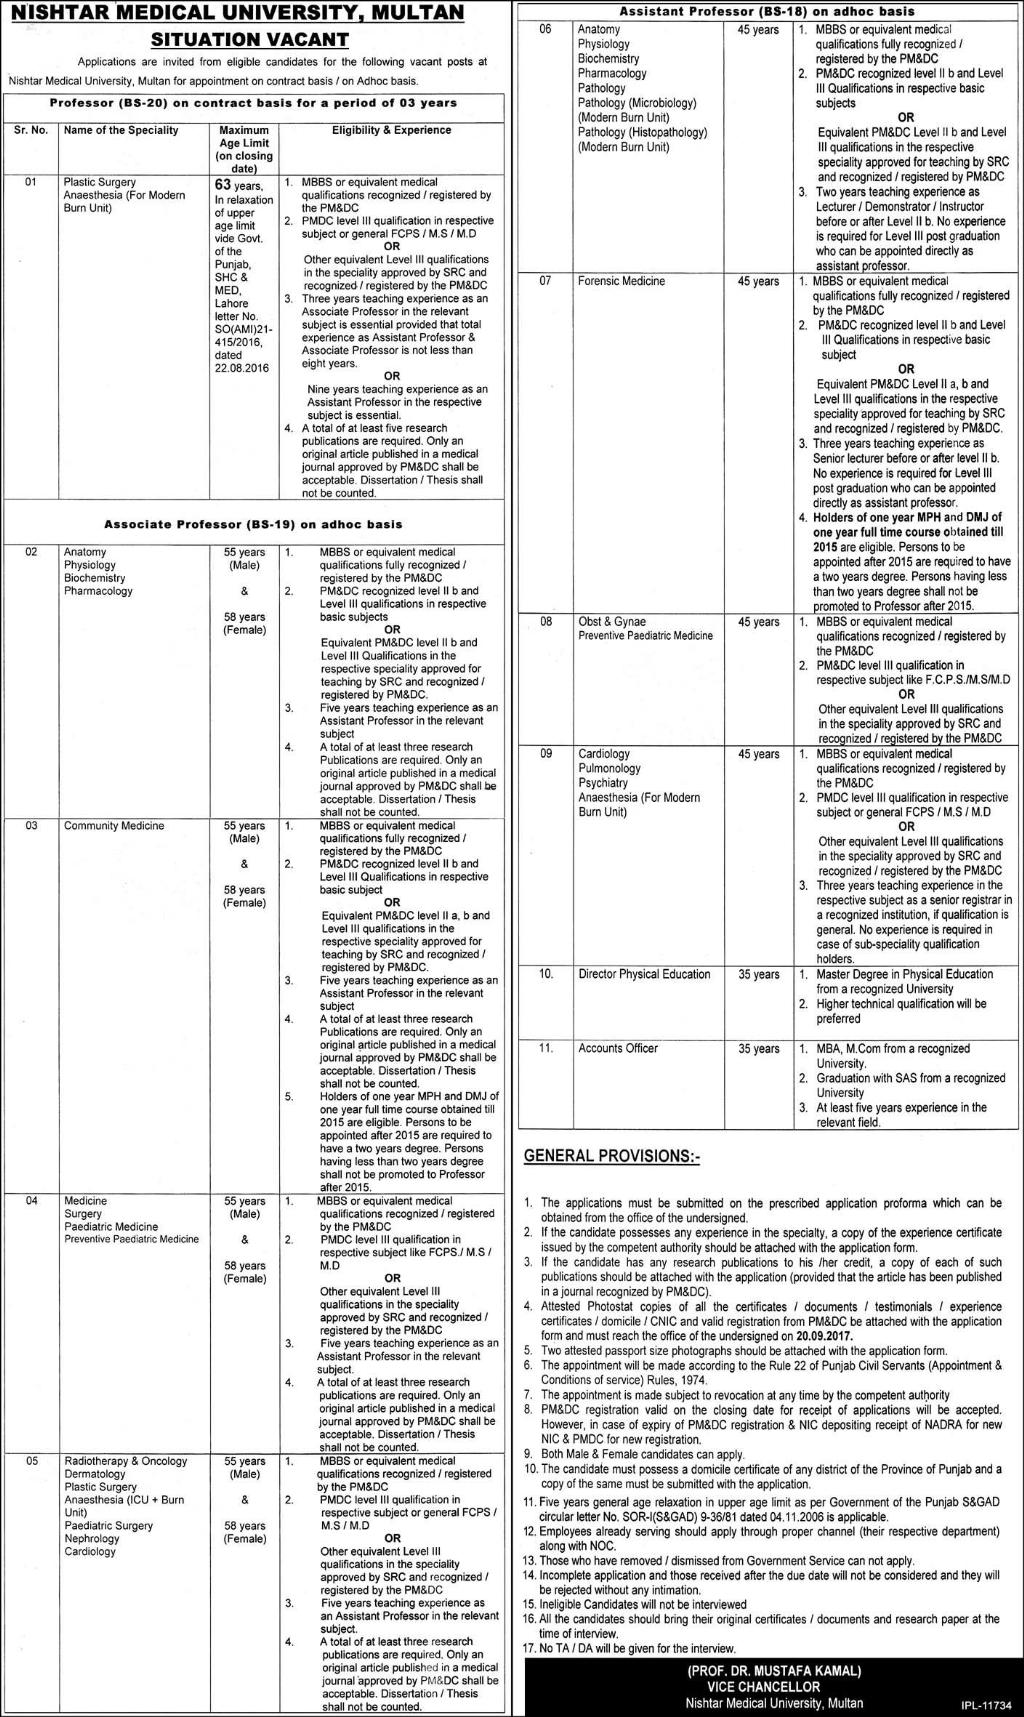 NISHTAR MEDICAL UNIVERSITY, MULTAN
SITUATION VACANT
Applications are invited from eligible candidates for the following vacant posts at
Nishtar Medical University, Multan for appointment on contract basis / on Adhoc basis.
Professor (BS-20) on contract basis for a period of 03 years
Sr. No.
Name of the Speciality
Maximum
Age Limit
(on closing
date)
Eligibility & Experience
01
Plastic Surgery
Anaesthesia (For Modern
Burn Unit)
63 years,
In relaxation
of upper
age limit
vide Govt.
of the
Punjab,
SHC &
MED,
Lahore
letter No.
SO(AMI)21-
415/2016,
dated
22.08.2016
1. MBBS or equivalent medical
qualifications recognized / registered by
the PM&DC
2. PMDC level III qualification in respective
subject or general FCPS / M.S / M.D
OR
Other equivalent Level III qualifications
in the speciality approved by SRC and
recognized / registered by the PM&DC
3. Three years teaching experience as an
Associate Professor in the relevant
subject is essential provided that total
experience as Assistant Professor &
Associate Professor is not less than
eight years.
OR
Nine years teaching experience as an
Assistant Professor in the respective
subject is essential.
4. A total of at least five research
publications are required. Only an
original article published in a medical
journal approved by PM&DC shall be
acceptable. Dissertation / Thesis shall
not be counted.
Associate Professor (BS-19) on adhoc basis
02
Anatomy
Physiology
Biochemistry
Pharmacology
55 years
(Male)
&
58 years
(Female)
1. MBBS or equivalent medical
qualifications fully recognized /
registered by the PM&DC
2. PM&DC recognized level II b and
Level III qualifications in respective
basic subjects
OR
Equivalent PM&DC level II b and
Level III Qualifications in the
respective speciality approved for
teaching by SRC and recognized /
registered by PM&DC.
3. Five years teaching experience as an
Assistant Professor in the relevant
subject
4. A total of at least three research
Publications are required. Only an
original article published in a medical
journal approved by PM&DC shall be
acceptable. Dissertation / Thesis
shall not be counted.
03
Community Medicine
55 years
(Male)
&
58 years
(Female)
1. MBBS or equivalent medical
qualifications fully recognized /
registered by the PM&DC
2. PM&DC recognized level II b and
Level III Qualifications in respective
basic subject
OR
Equivalent PM&DC level II a, b and
Level III qualifications in the
respective speciality approved for
teaching by SRC and recognized /
registered by PM&DC.
3. Five years teaching experience as an
Assistant Professor in the relevant
subject
4. A total of at least three research
Publications are required. Only an
original article published in a medical
journal approved by PM&DC shall be
acceptable. Dissertation / Thesis
shall not be counted.
5. Holders of one year MPH and DMJ of
one year full time course obtained till
2015 are eligible. Persons to be
appointed after 2015 are required to
have a two years degree. Persons
having less than two years degree
shall not be promoted to Professor
after 2015.
04
Medicine
Surgery
Paediatric Medicine
Preventive Paediatric Medicine
55 years
(Male)
&
58 years
(Female)
1. MBBS or equivalent medical
qualifications recognized / registered
by the PM&DC
2. PMDC level III qualification in
respective subject like FCPS./ M.S /
M.D
OR
Other equivalent Level III
qualifications in the speciality
approved by SRC and recognized /
registered by the PM&DC
3. Five years teaching experience as an
Assistant Professor in the relevant
subject.
4. A total of at least three research
publications are required. Only an
original article published in a medical
journal approved by PM&DC shall be
acceptable. Dissertation / Thesis
shall not be counted.
05
Radiotherapy & Oncology
Dermatology
Plastic Surgery
Anaesthesia (ICU + Burn
Unit)
Paediatric Surgery
Nephrology
Cardiology
55 years
(Male)
&
58 years
(Female)
1. MBBS or equivalent medical
qualifications recognized / registered
by the PM&DC
2. PMDC level III qualification in
respective subject or general FCPS /
M.S / M.D
OR
Other equivalent Level III
qualifications in the speciality
approved by SRC and recognized /
registered by the PM&DC
3. Five years teaching experience as
an Assistant Professor in the relevant
subject.
4. A total of at least three research
publications are required. Only an
original article published in a medical
journal approved by PM&DC shall be
acceptable. Dissertation / Thesis
shall not be counted.
Assistant Professor (BS-18) on adhoc basis
06
Anatomy
Physiology
Biochemistry
Pharmacology
Pathology
Pathology (Microbiology)
(Modern Burn Unit)
Pathology (Histopathology)
(Modern Burn Unit)
45 years
1. MBBS or equivalent medical
qualifications fully recognized /
registered by the PM&DC
2. PM&DC recognized level II b and Level
III Qualifications in respective basic
subjects
OR
Equivalent PM&DC Level II b and Level
III qualifications in the respective
speciality approved for teaching by SRC
and recognized / registered by PM&DC
3. Two years teaching experience as
Lecturer / Demonstrator / Instructor
before or after Level II b. No experience
is required for Level III post graduation
who can be appointed directly as
assistant professor.
07
Forensic Medicine
45 years
1. MBBS or equivalent medical
qualifications fully recognized / registered
by the PM&DC
2. PM&DC recognized level II b and Level
III Qualifications in respective basic
subject
OR
Equivalent PM&DC Level II a, b and
Level III qualifications in the respective
speciality approved for teaching by SRC
and recognized / registered by PM&DC.
3. Three years teaching experience as
Senior lecturer before or after level II b.
No experience is required for Level III
post graduation who can be appointed
directly as assistant professor.
4. Holders of one year MPH and DMJ of
one year full time course obtained till
2015 are eligible. Persons to be
appointed after 2015 are required to have
a two years degree. Persons having less
than two years degree shall not be
promoted to Professor after 2015.
08
Obst & Gynae
Preventive Paediatric Medicine
45 years
1. MBBS or equivalent medical
qualifications recognized / registered by
the PM&DC
2. PM&DC level III qualification in
respective subject like F.C.P.S./M.S/M.D
OR
Other equivalent Level III qualifications
in the speciality approved by SRC and
recognized / registered by the PM&DC
09
Cardiology
Pulmonology
Psychiatry
Anaesthesia (For Modern
Burn Unit)
45 years
1. MBBS or equivalent medical
qualifications recognized / registered by
the PM&DC
2. PMDC level III qualification in respective
subject or general FCPS / M.S / M.D
OR
Other equivalent Level III qualifications
in the speciality approved by SRC and
recognized / registered by the PM&DC
3. Three years teaching experience in the
respective subject as a senior registrar in
a recognized institution, if qualification is
general. No experience is required in
case of sub-speciality qualification
holders.
10.
Director Physical Education
35 years
1. Master Degree in Physical Education
from a recognized University
2. Higher technical qualification will be
preferred
11.
Accounts Officer
35 years
1. MBA, M.Com from a recognized
University.
2. Graduation with SAS from a recognized
University
3. At least five years experience in the
relevant field.
GENERAL PROVISIONS:-
1. The applications must be submitted on the prescribed application proforma which can be
obtained from the office of the undersigned.
2. If the candidate possesses any experience in the specialty, a copy of the experience certificate
issued by the competent authority should be attached with the application form.
3. If the candidate has any research publications to his /her credit, a copy of each of such
publications should be attached with the application (provided that the article has been published
in a journal recognized by PM&DC).
4. Attested Photostat copies of all the certificates / documents / testimonials / experience
certificates / domicile / CNIC and valid registration from PM&DC be attached with the application
form and must reach the office of the undersigned on 20.09.2017.
5. Two attested passport size photographs should be attached with the application form.
6. The appointment will be made according to the Rule 22 of Punjab Civil Servants (Appointment &
Conditions of service) Rules, 1974.
7. The appointment is made subject to revocation at any time by the competent authority
8. PM&DC registration valid on the closing date for receipt of applications will be accepted.
However, in case of expiry of PM&DC registration & NIC depositing receipt of NADRA for new
NIC & PMDC for new registration.
9. Both Male & Female candidates can apply.
10. The candidate must possess a domicile certificate of any district of the Province of Punjab and a
copy of the same must be submitted with the application.
11. Five years general age relaxation in upper age limit as per Government of the Punjab S&GAD
circular letter No. SOR-I(S&GAD) 9-36/81 dated 04.11.2006 is applicable.
12. Employees already serving should apply through proper channel (their respective department)
along with NOC.
13. Those who have removed / dismissed from Government Service can not apply.
14. Incomplete application and those received after the due date will not be considered and they will
be rejected without any intimation.
15. Ineligible Candidates will not be interviewed
16. All the candidates should bring their original certificates / documents and research paper at the
time of interview.
17. No TA / DA will be given for the interview.
(PROF. DR. MUSTAFA KAMAL)
VICE CHANCELLOR
Nishtar Medical University, Multan
IPL-11734